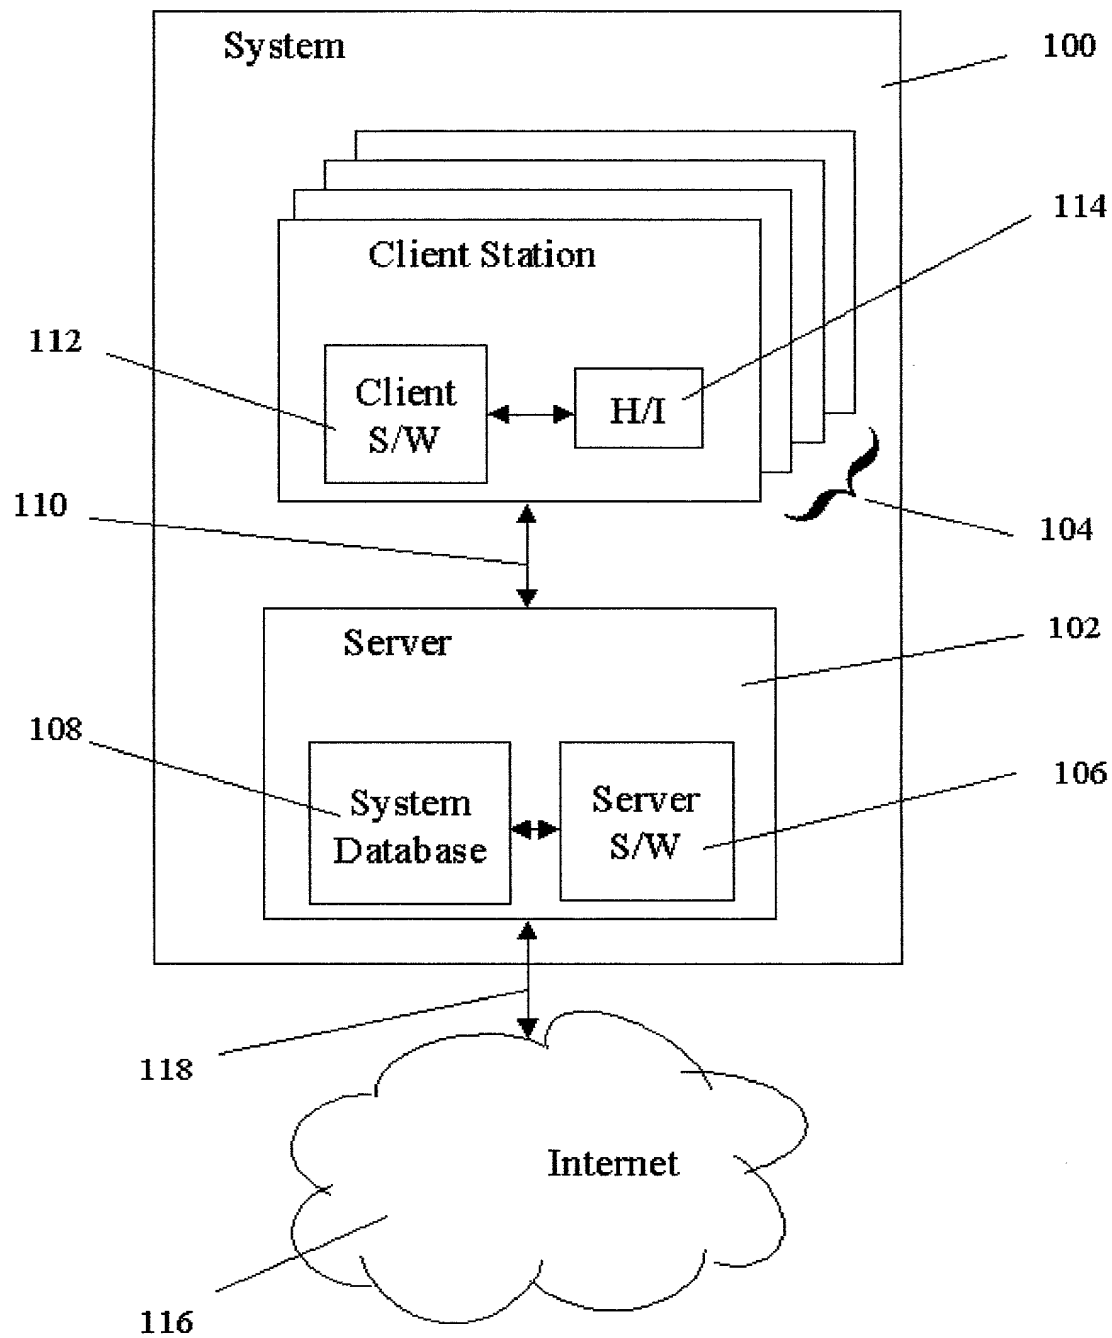 System
100
114
Client Station
112
Client
S/W
H/I
110
104
Server
102
108
106
System
Database
Server
S/W
118
Internet
116